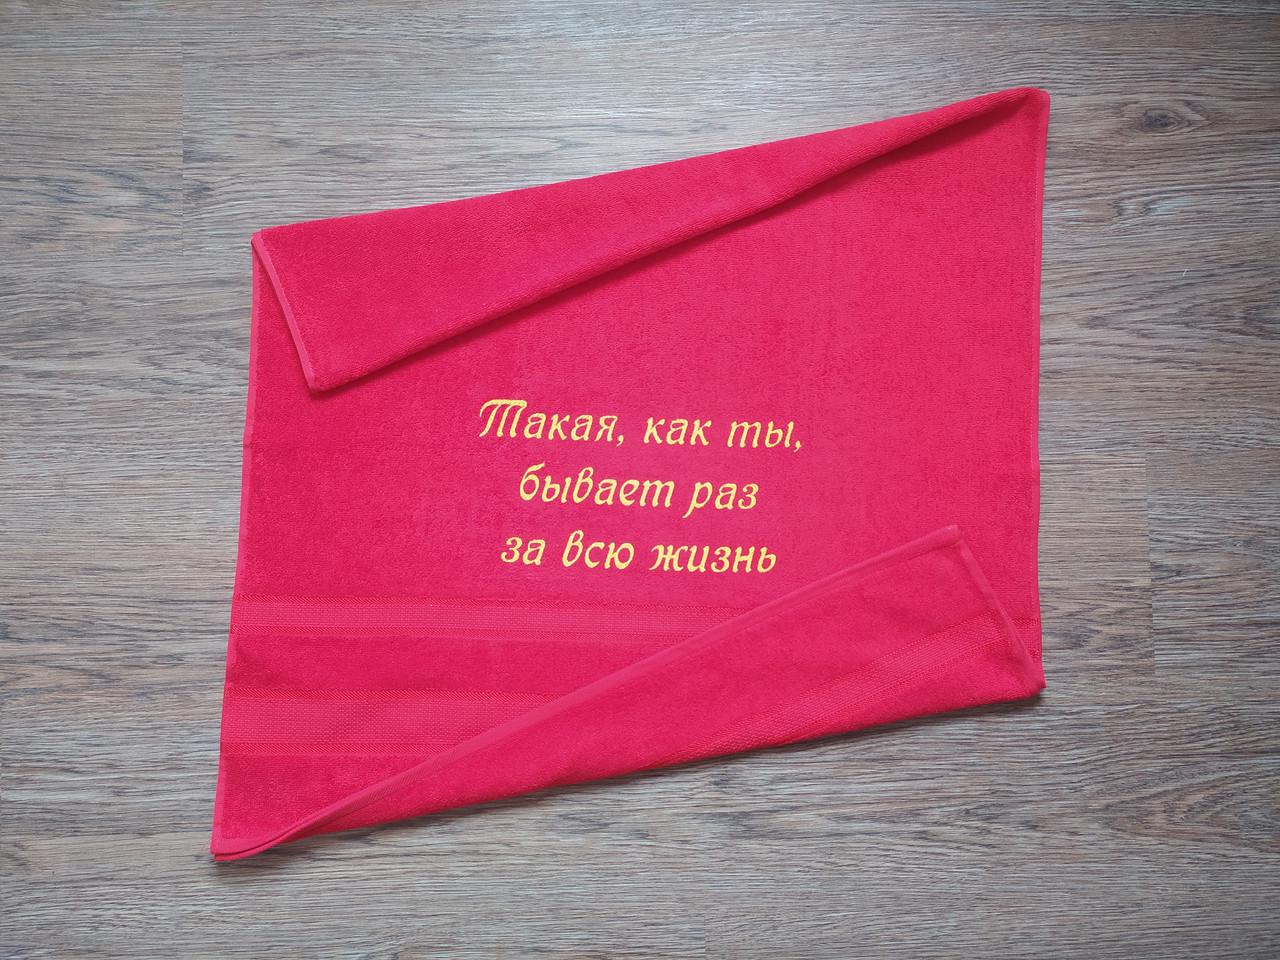 Такая, как ты,
бывает раз
за всю жизнь